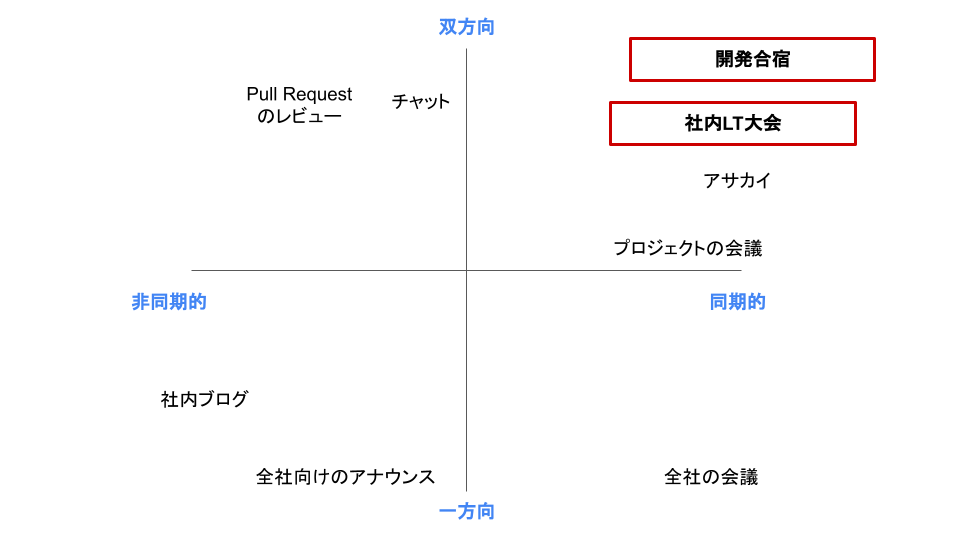 双方向
開発合宿
Pull Request
のレビュー
チャット
社内LT大会
アサカイ
プロジェクトの会議
非同期的
同期的
社内ブログ
全社向けのアナウンス
全社の会議
一方向